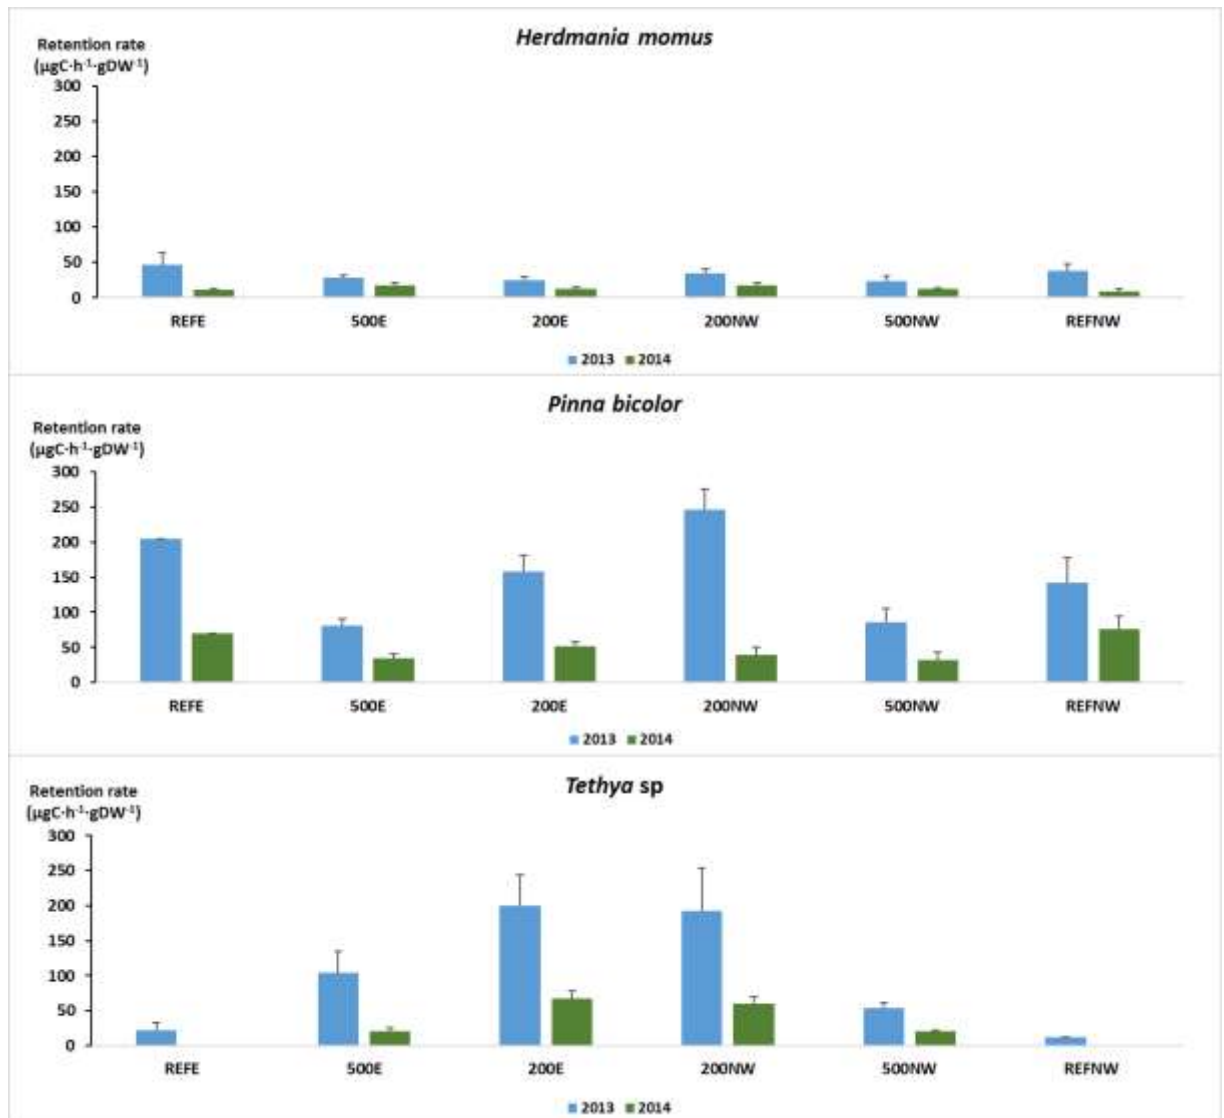 Herdmania momus
Retention rate
(µgC·h⁻¹·gDW⁻¹)
300
250
200
150
100
50
0
REFE 500E 200E 200NW 500NW REFNW
2013 2014
Pinna bicolor
Retention rate
(µgC·h⁻¹·gDW⁻¹)
300
250
200
150
100
50
0
REFE 500E 200E 200NW 500NW REFNW
2013 2014
Tethya sp
Retention rate
(µgC·h⁻¹·gDW⁻¹)
300
250
200
150
100
50
0
REFE 500E 200E 200NW 500NW REFNW
2013 2014